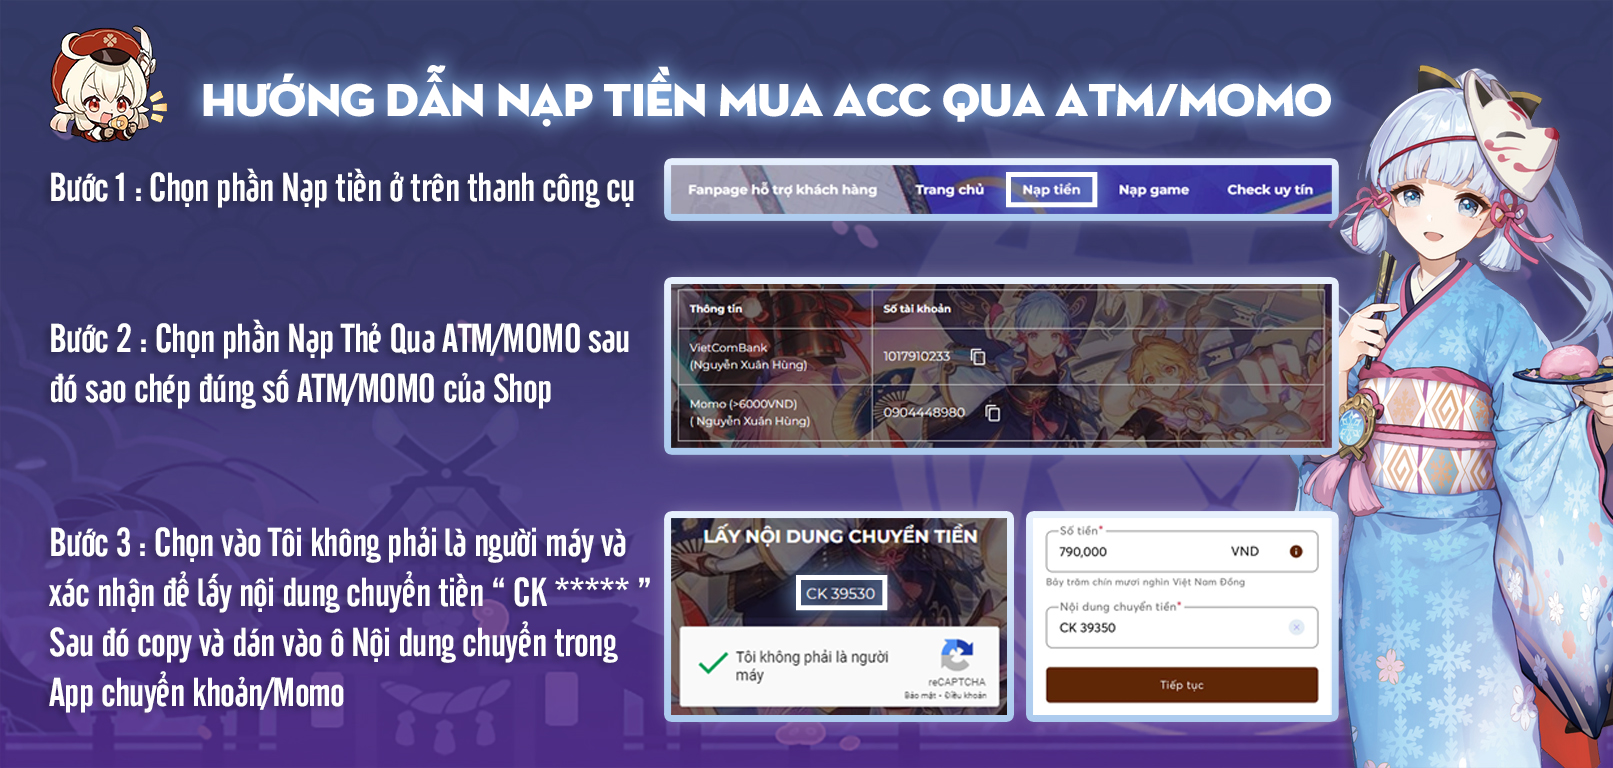 HƯỚNG DẪN NẠP TIỀN MUA ACC QUA ATM/MOMO
Bước 1 : Chọn phần Nạp tiền ở trên thanh công cụ
Fanpage hỗ trợ khách hàng Trang chủ Nạp tiền Nạp game Check uy tín
Bước 2 : Chọn phần Nạp Thẻ Qua ATM/MOMO sau
đó sao chép đúng số ATM/MOMO của Shop
Thông tin Số tài khoản
VietComBank
(Nguyễn Xuân Hùng)
1017910233
Momo (>6000VND)
( Nguyễn Xuân Hùng)
0904448980
Bước 3 : Chọn vào Tôi không phải là người máy và
xác nhận để lấy nội dung chuyển tiền “ CK ***** ”
Sau đó copy và dán vào ô Nội dung chuyển trong
App chuyển khoản/Momo
LẤY NỘI DUNG CHUYỂN TIỀN
CK 39530
Tôi không phải là người
máy
reCAPTCHA
Bảo mật - Điều khoản
Số tiền*
790,000 VND
Bảy trăm chín mươi nghìn Việt Nam Đồng
Nội dung chuyển tiền*
CK 39350
Tiếp tục